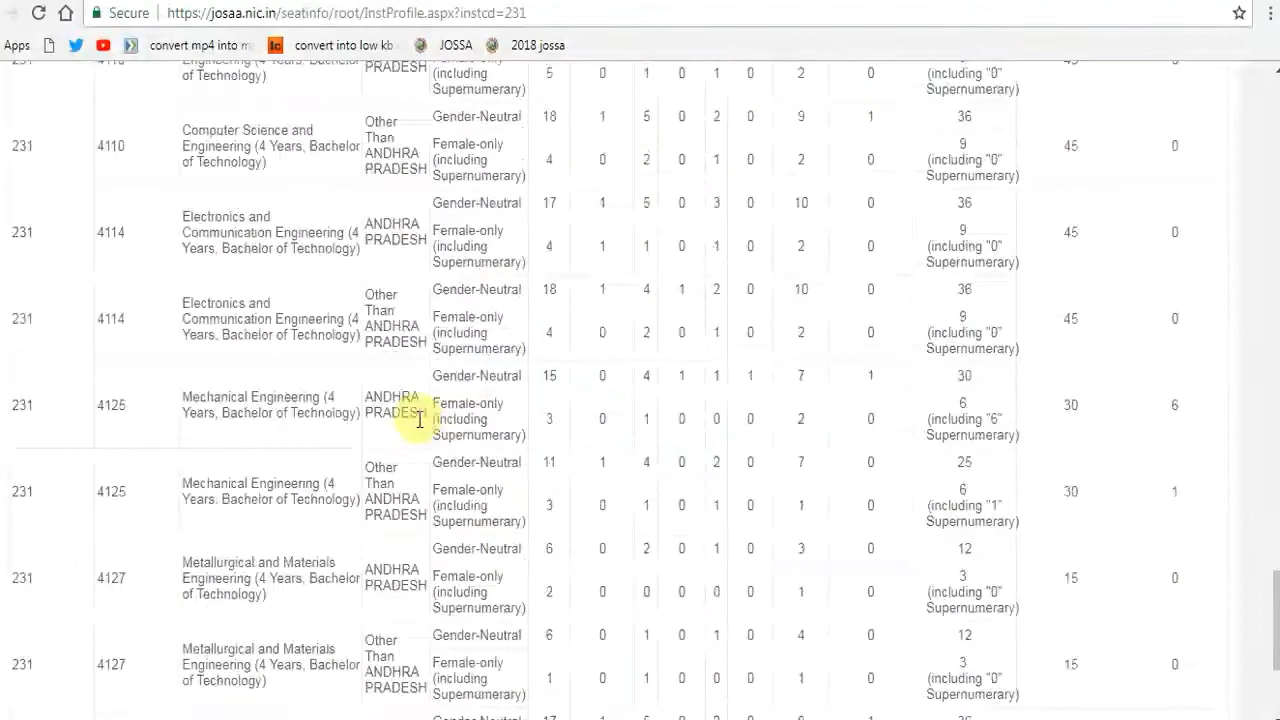 Secure https://josaa.nic.in/seatinfo/root/InstProfile.aspx?instcd=231
Apps convert mp4 into m convert into low kb JOSSA 2018 jossa
Engineering (4 Years, Bachelor
of Technology)
PRADESH
(including
Supernumerary)
5 0 1 0 1 0 2 0
(including "0"
Supernumerary)
231 4110
Computer Science and
Engineering (4 Years, Bachelor
of Technology)
Other
Than
ANDHRA
PRADESH
Gender-Neutral 18 1 5 0 2 0 9 1 36
Female-only
(including
Supernumerary)
4 0 2 0 1 0 2 0
9
(including "0"
Supernumerary)
45 0
231 4114
Electronics and
Communication Engineering (4
Years, Bachelor of Technology)
ANDHRA
PRADESH
Gender-Neutral 17 1 5 0 3 0 10 0 36
Female-only
(including
Supernumerary)
4 1 1 0 1 0 2 0
9
(including "0"
Supernumerary)
45 0
231 4114
Electronics and
Communication Engineering (4
Years, Bachelor of Technology)
Other
Than
ANDHRA
PRADESH
Gender-Neutral 18 1 4 1 2 0 10 0 36
Female-only
(including
Supernumerary)
4 0 2 0 1 0 2 0
9
(including "0"
Supernumerary)
45 0
231 4125
Mechanical Engineering (4
Years, Bachelor of Technology)
ANDHRA
PRADESH
Gender-Neutral 15 0 4 1 1 1 7 1 30
Female-only
(including
Supernumerary)
3 0 1 0 0 0 2 0
6
(including "6"
Supernumerary)
30 6
231 4125
Mechanical Engineering (4
Years, Bachelor of Technology)
Other
Than
ANDHRA
PRADESH
Gender-Neutral 11 1 4 0 2 0 7 0 25
Female-only
(including
Supernumerary)
3 0 1 0 1 0 1 0
6
(including "1"
Supernumerary)
30 1
231 4127
Metallurgical and Materials
Engineering (4 Years, Bachelor
of Technology)
ANDHRA
PRADESH
Gender-Neutral 6 0 2 0 1 0 3 0 12
Female-only
(including
Supernumerary)
2 0 0 0 0 0 1 0
3
(including "0"
Supernumerary)
15 0
231 4127
Metallurgical and Materials
Engineering (4 Years, Bachelor
of Technology)
Other
Than
ANDHRA
PRADESH
Gender-Neutral 6 0 1 0 1 0 4 0 12
Female-only
(including
Supernumerary)
1 0 1 0 0 0 1 0
3
(including "0"
Supernumerary)
15 0